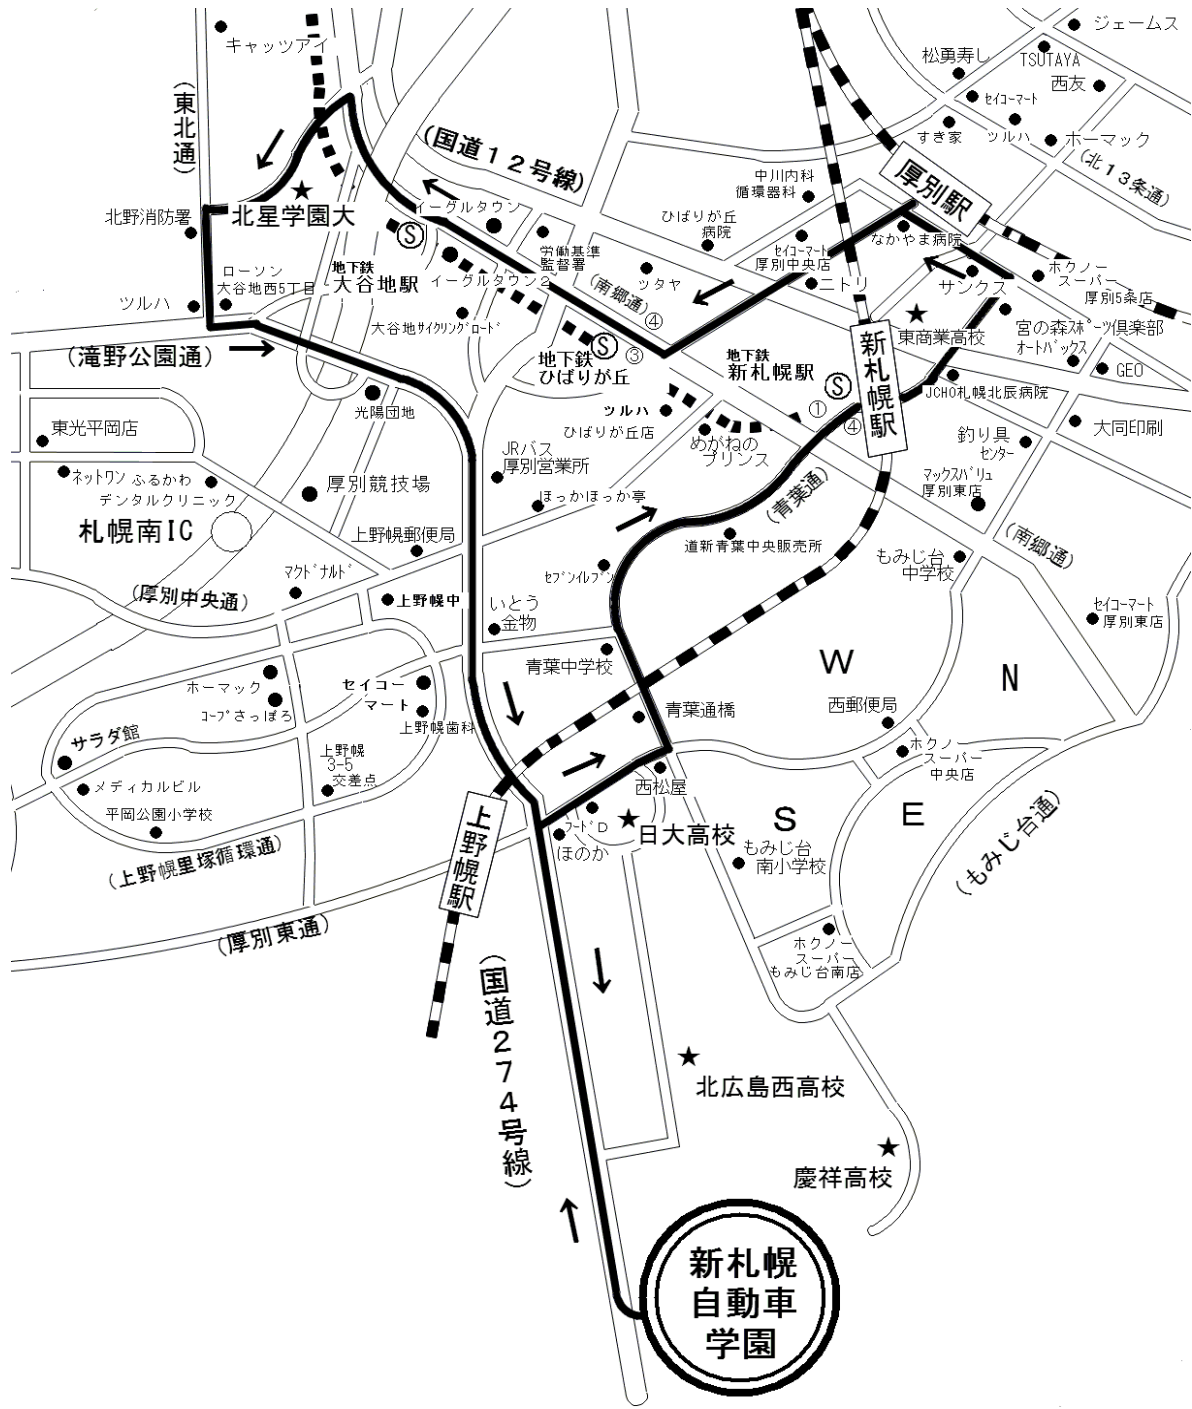 ジェームス
キャッツアイ
松勇寿し
TSUTAYA
西友
セイコーマート
すき家
ツルハ
ホーマック
(東北通)
(国道12号線)
(北13条通)
厚別駅
中川内科
循環器科
北野消防署
北星学園大
イーグルタウン
ひばりが丘
病院
なかやま病院
労働基準
監督署
セイコーマート
厚別中央店
ローソン
大谷地西5丁目
地下鉄
大谷地駅
Ⓢ
イーグルタウン2
ツタヤ
ニトリ
サンクス
ホクノー
スーパー
厚別5条店
ツルハ
(南郷通)
④
大谷地サイクリングロード
東商業高校
宮の森スポーツ倶楽部
オートバックス
GEO
(滝野公園通)
地下鉄
ひばりが丘
Ⓢ
③
地下鉄
新札幌駅
Ⓢ
新札幌駅
JCHO札幌北辰病院
光陽団地
ツルハ
ひばりが丘店
①
④
めがねの
プリンス
釣り具
センター
大同印刷
東光平岡店
JRバス
厚別営業所
マックスバリュ
厚別東店
ネットワン
ふるかわ
デンタルクリニック
厚別競技場
ほっかほっか亭
(青葉通)
札幌南IC
上野幌郵便局
道新青葉中央販売所
もみじ台
中学校
(南郷通)
マクドナルド
セブンイレブン
(厚別中央通)
上野幌中
いとう
金物
セイコーマート
厚別東店
青葉中学校
W
N
ホーマック
コープさっぽろ
セイコー
マート
上野幌歯科
青葉通橋
西郵便局
サラダ館
上野幌
3-5
交差点
ホクノー
スーパー
中央店
メディカルビル
西松屋
平岡公園小学校
上野幌駅
フードD
ほのか
日大高校
S
E
もみじ台
南小学校
(もみじ台通)
(上野幌里塚循環通)
(厚別東通)
ホクノー
スーパー
もみじ台南店
(国道274号線)
北広島西高校
慶祥高校
新札幌
自動車
学園